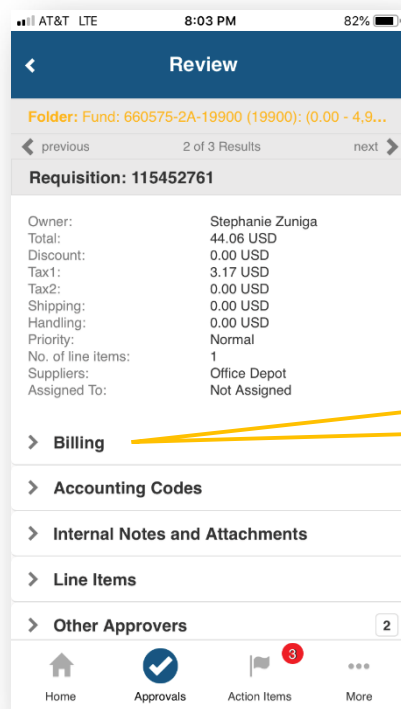 AT&T LTE 8:03 PM 82%
Review
Folder: Fund: 660575-2A-19900 (19900): (0.00 - 4,9...
previous 2 of 3 Results next
Requisition: 115452761
Owner: Stephanie Zuniga
Total: 44.06 USD
Discount: 0.00 USD
Tax1: 3.17 USD
Tax2: 0.00 USD
Shipping: 0.00 USD
Handling: 0.00 USD
Priority: Normal
No. of line items: 1
Suppliers: Office Depot
Assigned To: Not Assigned
Billing
Accounting Codes
Internal Notes and Attachments
Line Items
Other Approvers 2
3
Home Approvals Action Items More